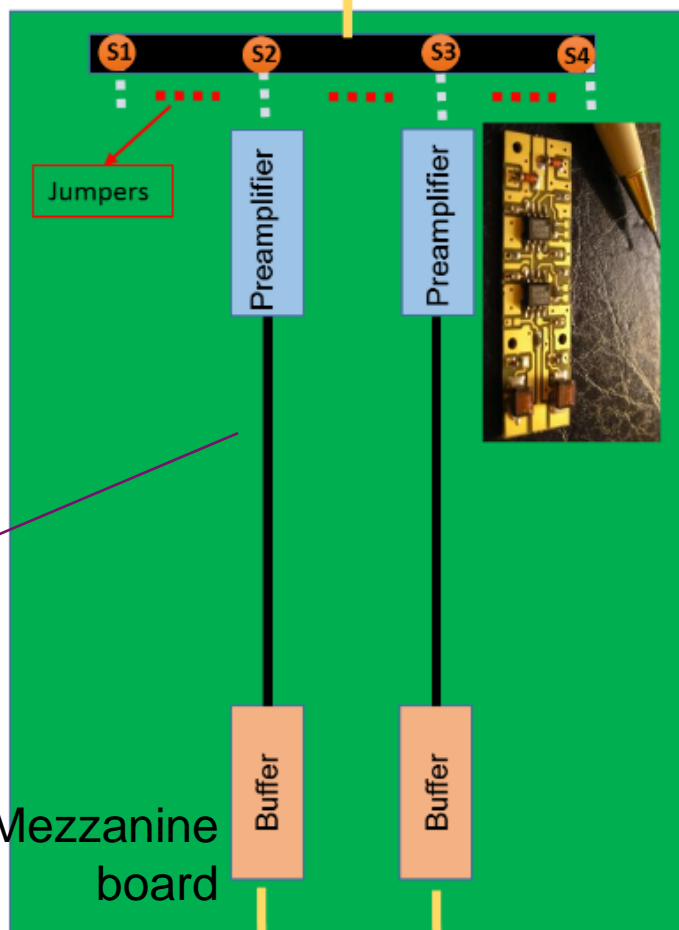 S1 S2 S3 S4
Jumpers
Preamplifier
Preamplifier
Buffer
Buffer
Mezzanine
board